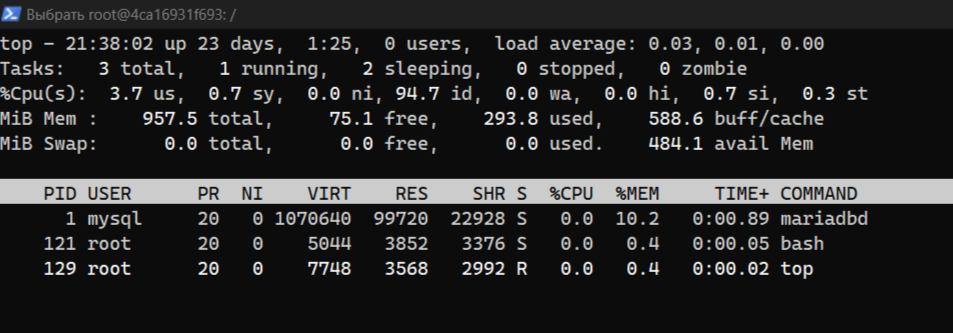 Выбрать root@4ca16931f693: /
top - 21:38:02 up 23 days,  1:25,  0 users,  load average: 0.03, 0.01, 0.00
Tasks:   3 total,   1 running,   2 sleeping,   0 stopped,   0 zombie
%Cpu(s):  3.7 us,  0.7 sy,  0.0 ni, 94.7 id,  0.0 wa,  0.0 hi,  0.7 si,  0.3 st
MiB Mem :    957.5 total,     75.1 free,    293.8 used,    588.6 buff/cache
MiB Swap:      0.0 total,      0.0 free,      0.0 used.    484.1 avail Mem
PID USER      PR  NI    VIRT    RES    SHR S  %CPU  %MEM     TIME+ COMMAND
1 mysql     20   0 1070640  99720  22928 S   0.0  10.2   0:00.89 mariadbd
121 root      20   0    5044   3852   3376 S   0.0   0.4   0:00.05 bash
129 root      20   0    7748   3568   2992 R   0.0   0.4   0:00.02 top